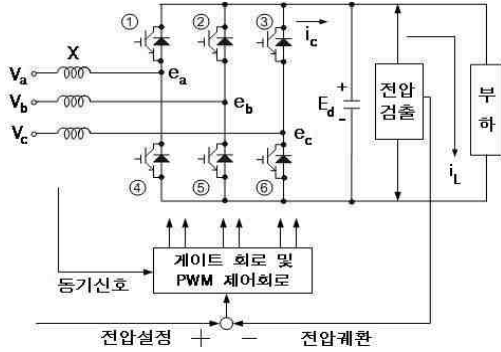 ① ② ③
i_c
X
V_a e_a
V_b e_b
V_c e_c
E_d + -
전압
검출
부
하
i_L
④ ⑤ ⑥
게이트 회로 및
PWM 제어회로
동기신호
전압설정 + - 전압궤환